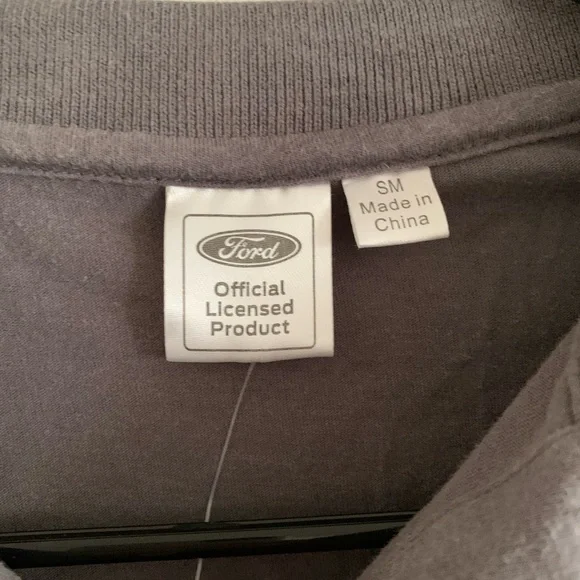 Ford
Official
Licensed
Product
SM
Made in
China